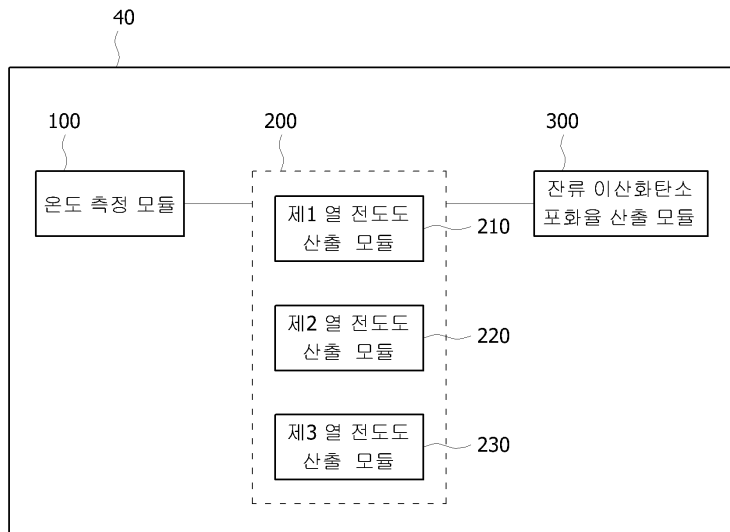 40
100
200
300
온도 측정 모듈
제1 열 전도도
산출 모듈
210
잔류 이산화탄소
포화율 산출 모듈
제2 열 전도도
산출 모듈
220
제3 열 전도도
산출 모듈
230